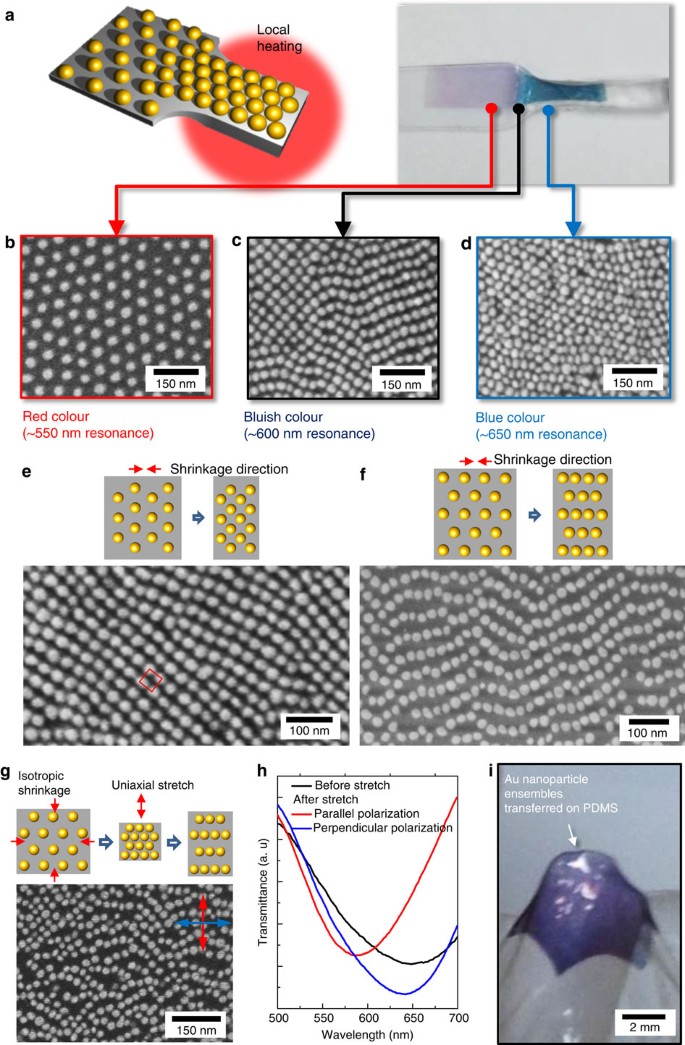 a
Local
heating
b
c
d
150 nm
150 nm
150 nm
Red colour
(~550 nm resonance)
Bluish colour
(~600 nm resonance)
Blue colour
(~650 nm resonance)
e
Shrinkage direction
f
Shrinkage direction
100 nm
100 nm
g
Isotropic
shrinkage
Uniaxial stretch
150 nm
h
Before stretch
After stretch
Parallel polarization
Perpendicular polarization
Transmittance (a. u)
500
550
600
650
700
Wavelength (nm)
i
Au nanoparticle
ensembles
transferred on PDMS
2 mm